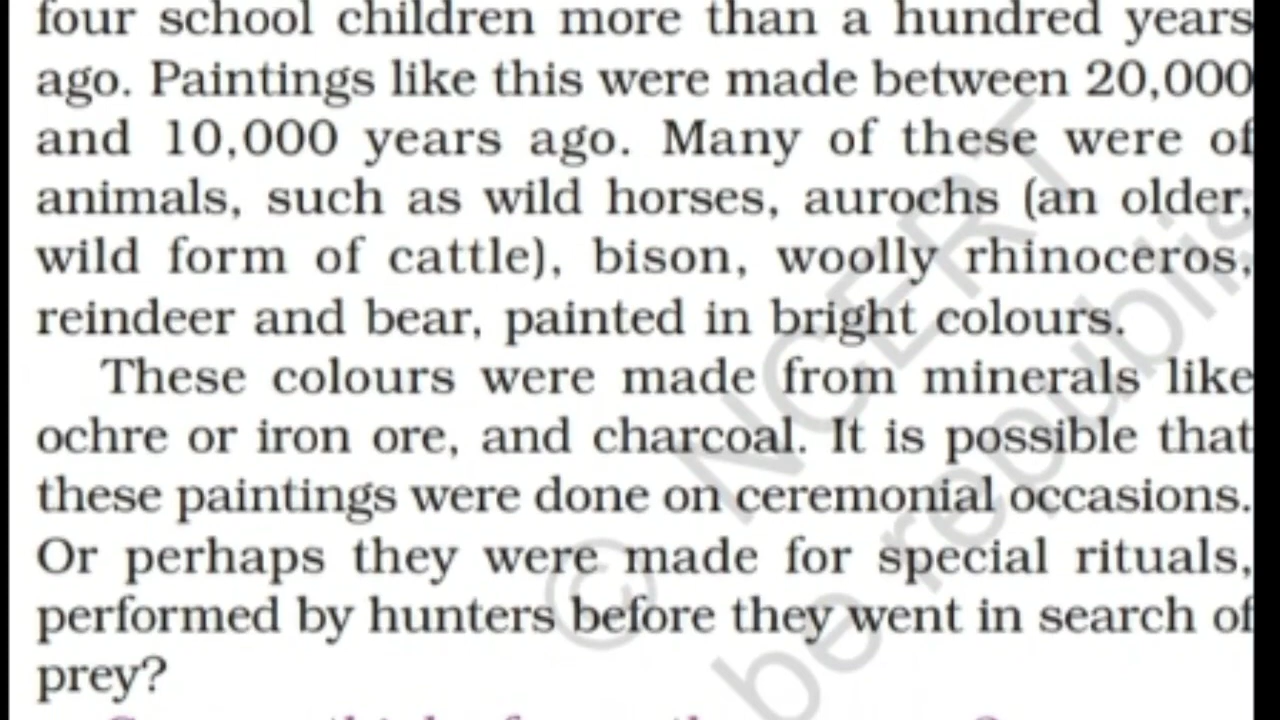 four school children more than a hundred years
ago. Paintings like this were made between 20,000
and 10,000 years ago. Many of these were of
animals, such as wild horses, aurochs (an older,
wild form of cattle), bison, woolly rhinoceros,
reindeer and bear, painted in bright colours.
These colours were made from minerals like
ochre or iron ore, and charcoal. It is possible that
these paintings were done on ceremonial occasions.
Or perhaps they were made for special rituals,
performed by hunters before they went in search of
prey?
© NCERT
be republis